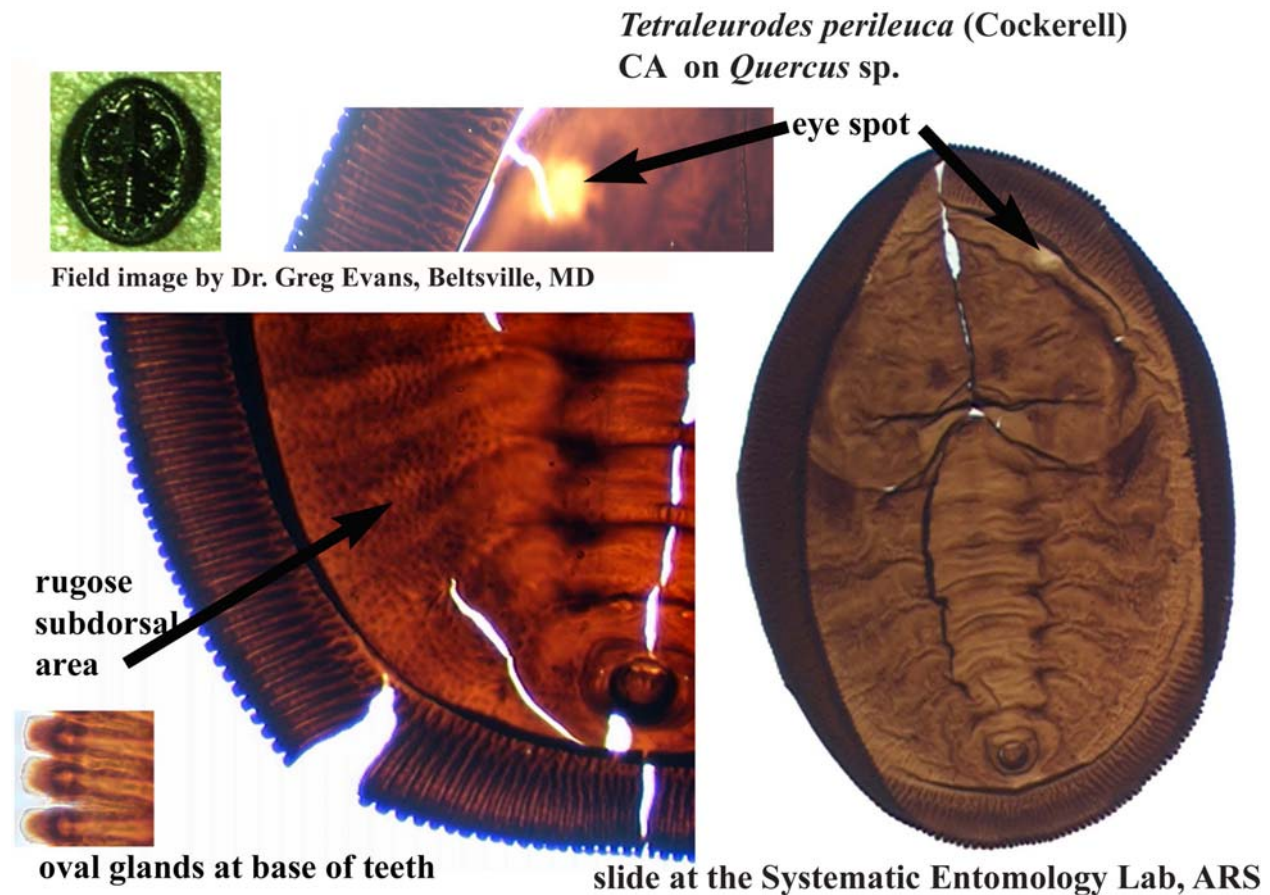 Tetraleurodes perileuca (Cockerell)
CA on Quercus sp.
eye spot
Field image by Dr. Greg Evans, Beltsville, MD
rugose
subdorsal
area
oval glands at base of teeth
slide at the Systematic Entomology Lab, ARS